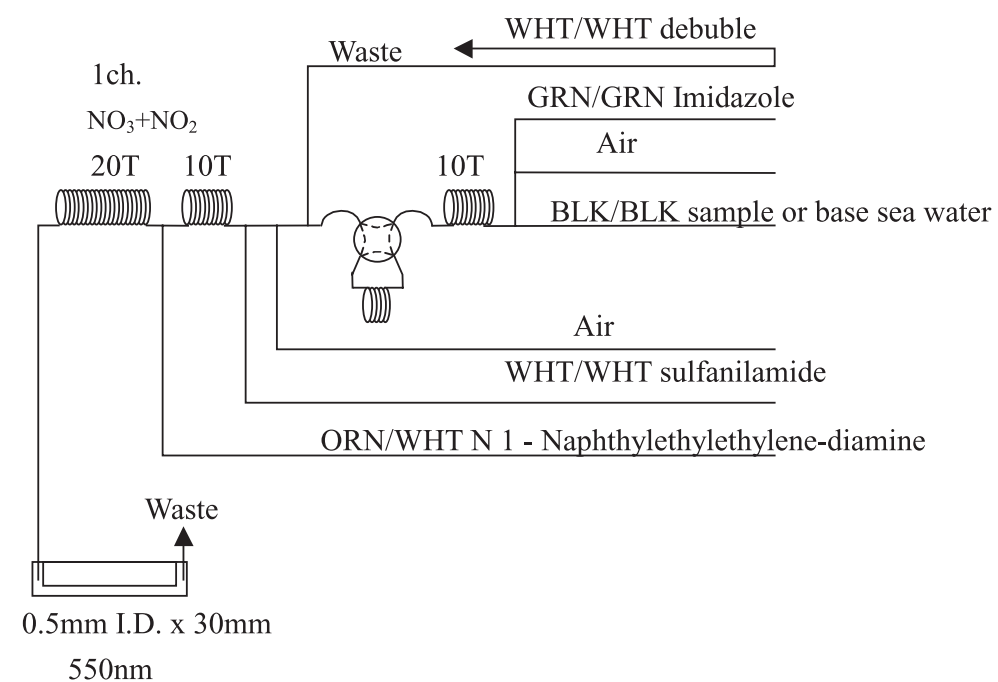 WHT/WHT debuble
Waste
1ch.
GRN/GRN Imidazole
NO3+NO2
Air
20T 10T 10T
BLK/BLK sample or base sea water
Air
WHT/WHT sulfanilamide
ORN/WHT N 1 - Naphthylethylethylene-diamine
Waste
0.5mm I.D. x 30mm
550nm